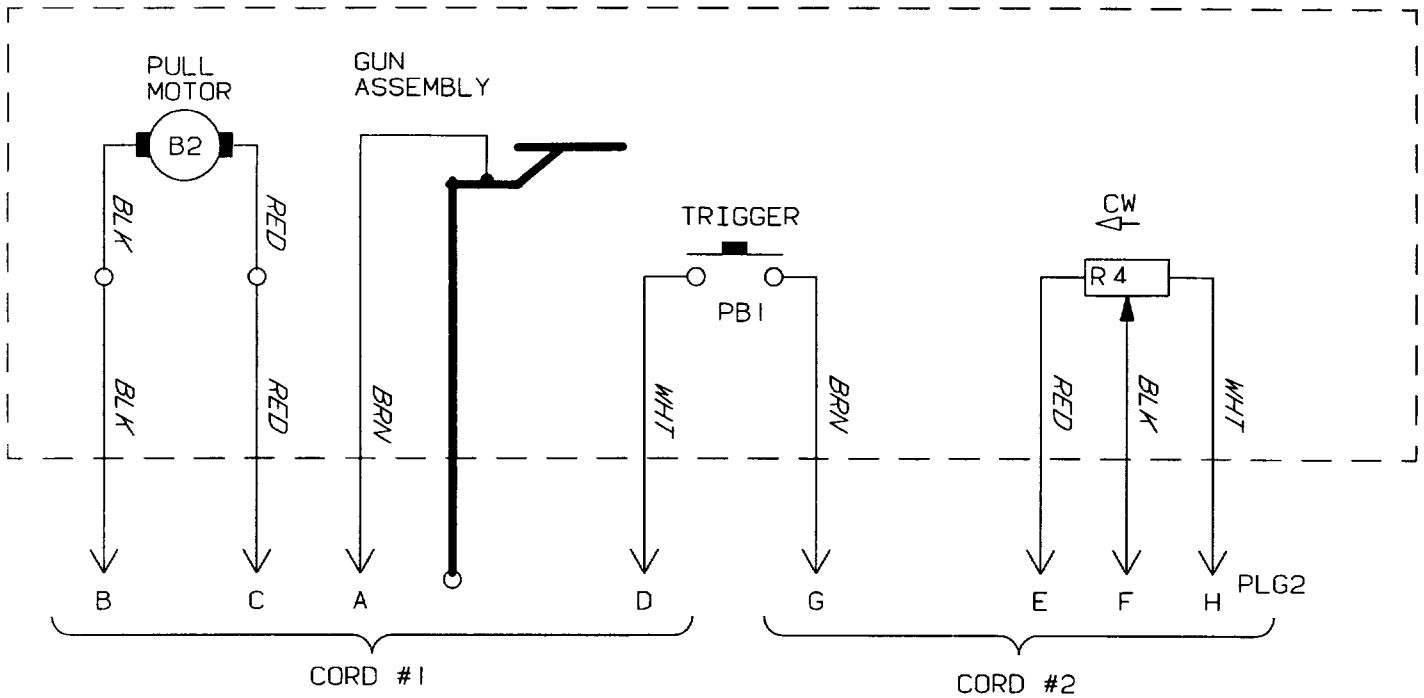 PULL
MOTOR
GUN
ASSEMBLY
B2
BLK
RED
TRIGGER
CW
R4
PB1
BLK
RED
BRN
WHT
BRN
RED
BLK
WHT
B
C
A
D
G
E
F
H
PLG2
CORD #1
CORD #2